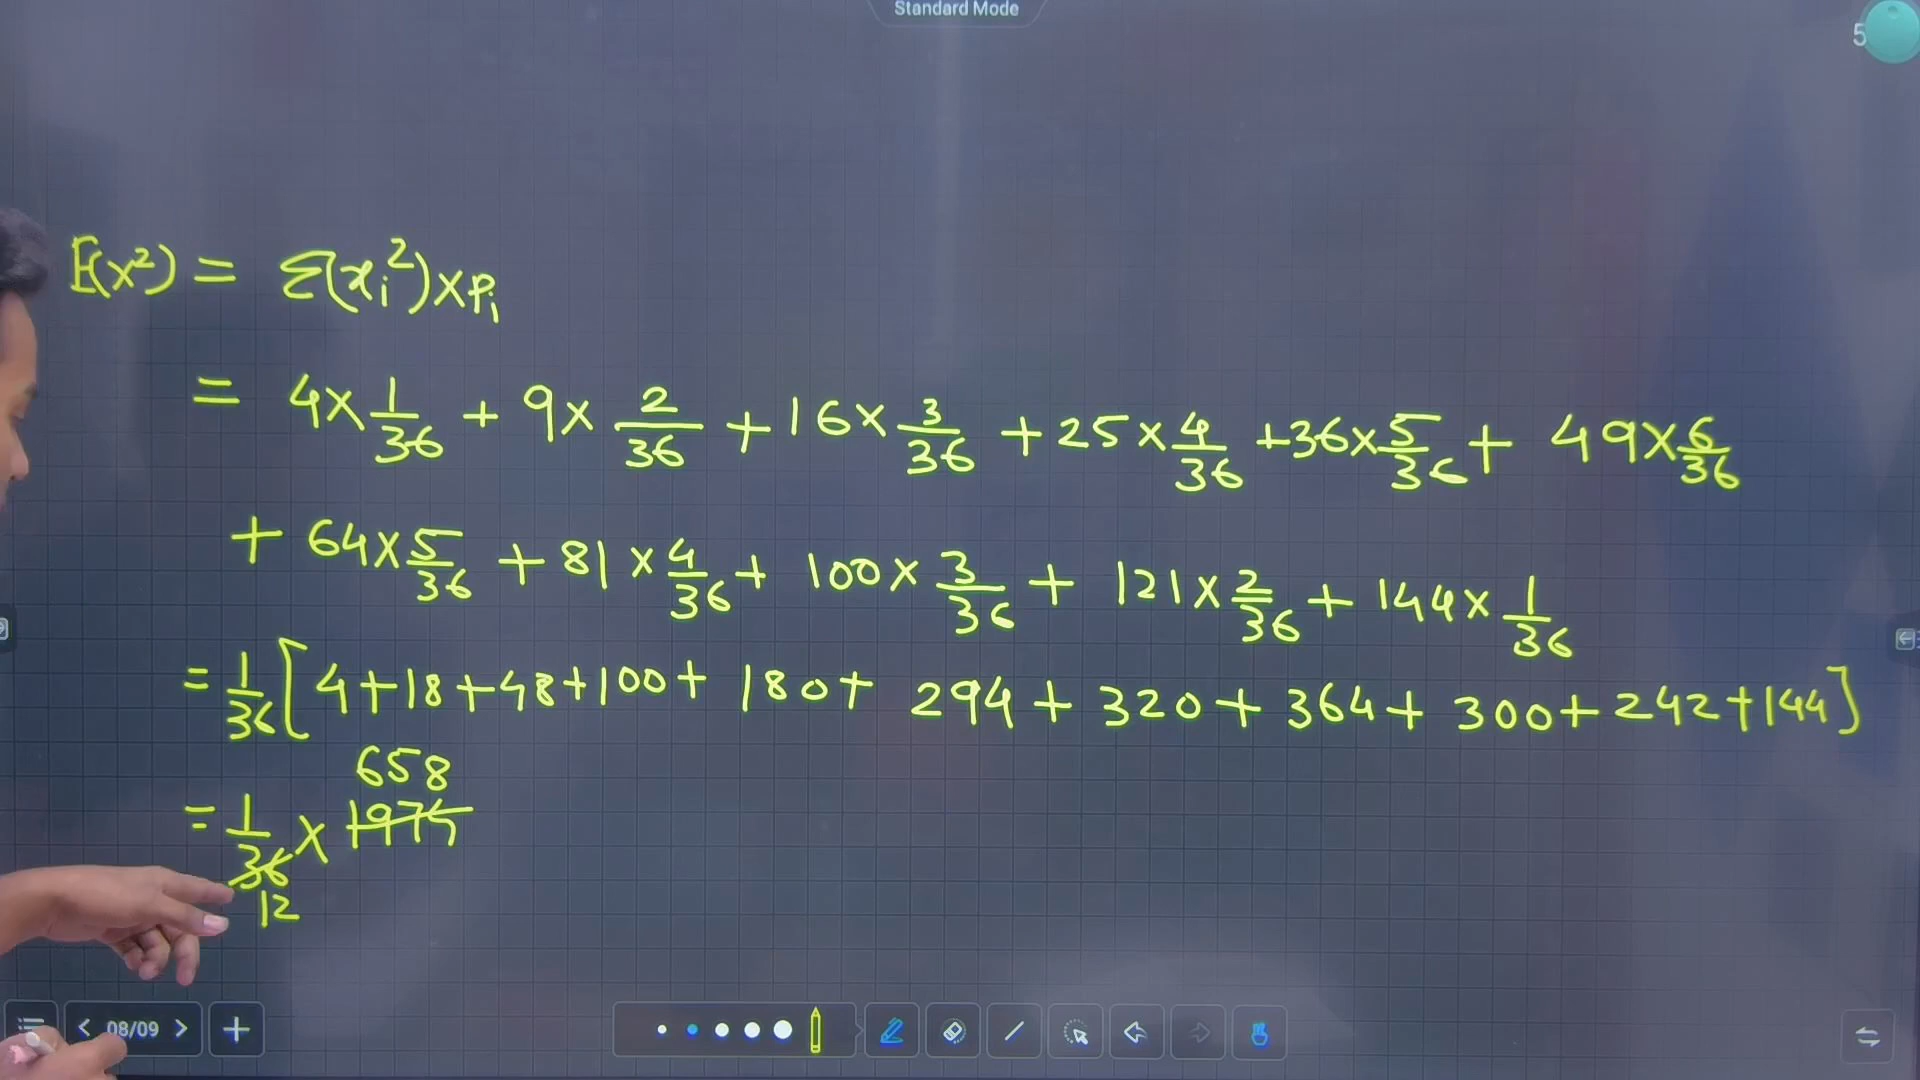 Standard Mode
5
E(x²) = Σ(xᵢ²)×pᵢ
= 4×1/36 + 9×2/36 + 16×3/36 + 25×4/36 + 36×5/36 + 49×6/36
+ 64×5/36 + 81×4/36 + 100×3/36 + 121×2/36 + 144×1/36
= 1/36 [4+18+48+100+ 180+ 294+ 320+ 364+ 300+242+144]
658
= 1/36 × 1974
12
08/09